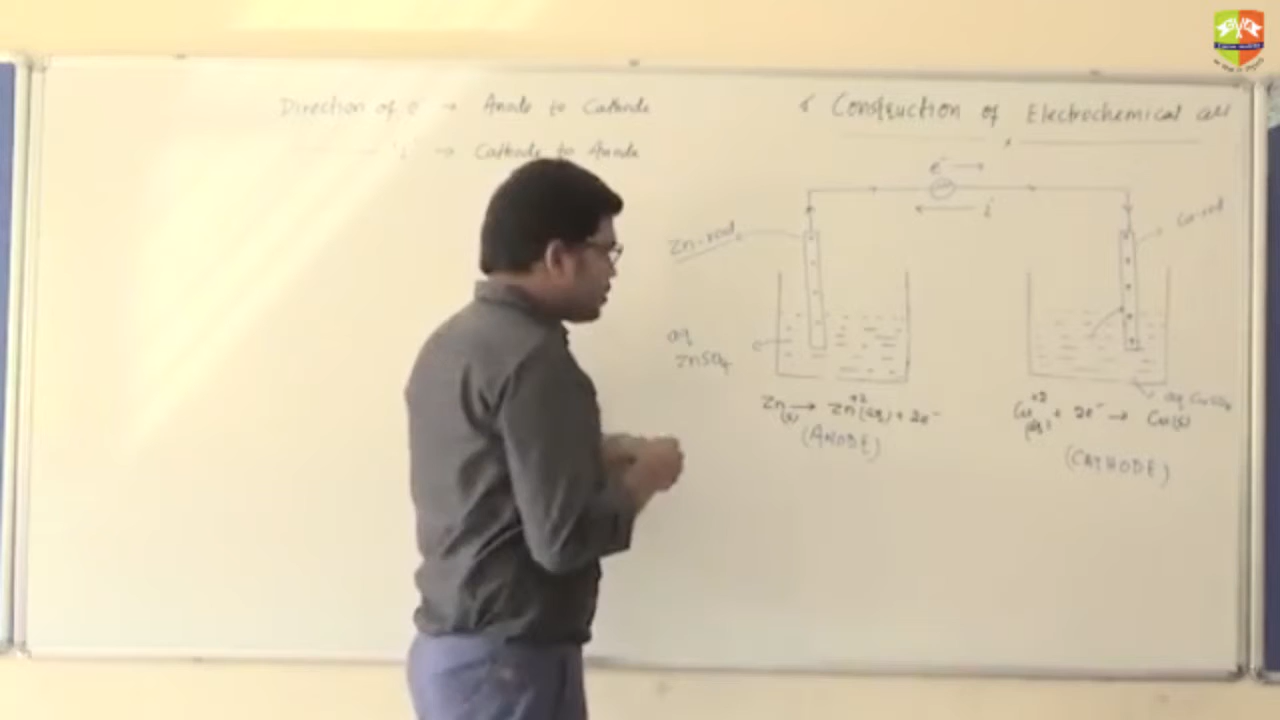 Direction of e⁻ → Anode to Cathode
i → Cathode to Anode
Construction of Electrochemical cell
e⁻ →
← i
Zn-rod
Cu-rod
aq
ZnSO₄
aq CuSO₄
Zn(s) → Zn⁺²(aq) + 2e⁻
(ANODE)
Cu⁺²(aq) + 2e⁻ → Cu(s)
(CATHODE)